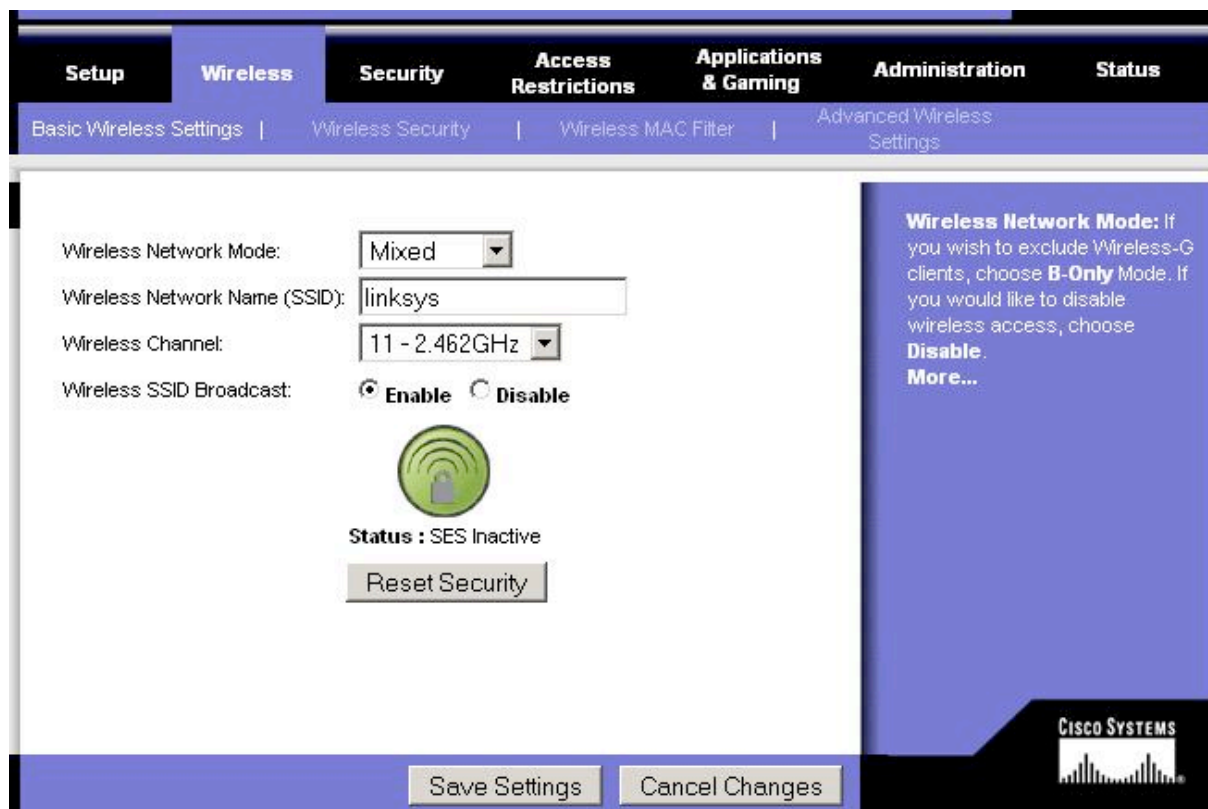 Setup
Wireless
Security
Access
Restrictions
Applications
& Gaming
Administration
Status
Basic Wireless Settings |
Wireless Security |
Wireless MAC Filter |
Advanced Wireless
Settings
Wireless Network Mode: Mixed
Wireless Network Name (SSID): linksys
Wireless Channel: 11 - 2.462GHz
Wireless SSID Broadcast: Enable Disable
Status : SES Inactive
Reset Security
Wireless Network Mode: If
you wish to exclude Wireless-G
clients, choose B-Only Mode. If
you would like to disable
wireless access, choose
Disable.
More...
Save Settings
Cancel Changes
CISCO SYSTEMS